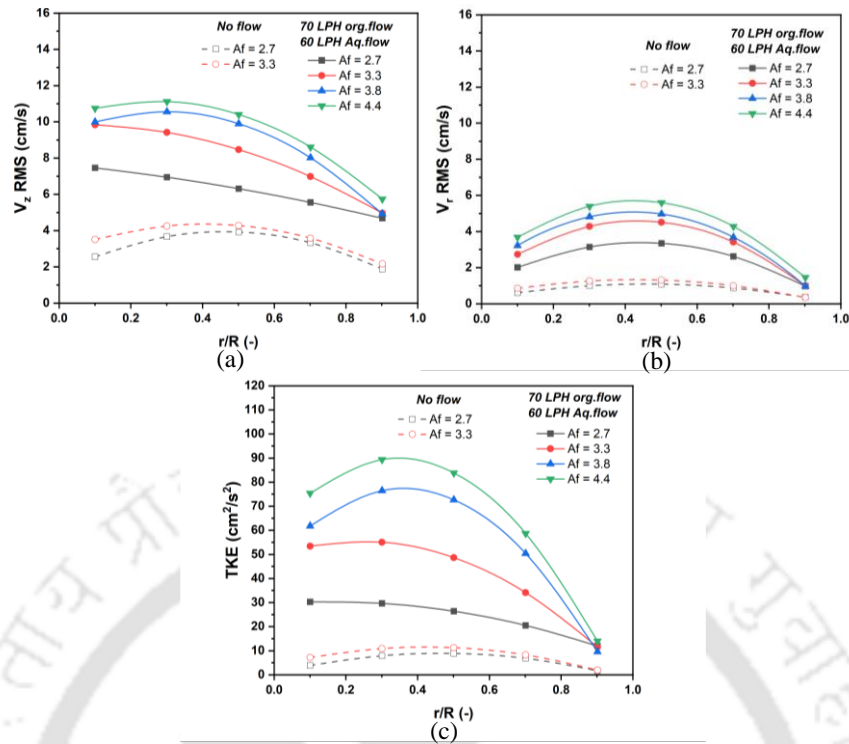 16
14
12
10
8
6
4
2
0
V_z RMS (cm/s)
No flow
Af = 2.7
Af = 3.3
70 LPH org.flow
60 LPH Aq.flow
Af = 2.7
Af = 3.3
Af = 3.8
Af = 4.4
0.0 0.2 0.4 0.6 0.8 1.0
r/R (-)
(a)
16
14
12
10
8
6
4
2
0
V_r RMS (cm/s)
No flow
Af = 2.7
Af = 3.3
70 LPH org.flow
60 LPH Aq.flow
Af = 2.7
Af = 3.3
Af = 3.8
Af = 4.4
0.0 0.2 0.4 0.6 0.8 1.0
r/R (-)
(b)
120
110
100
90
80
70
60
50
40
30
20
10
0
TKE (cm²/s²)
No flow
Af = 2.7
Af = 3.3
70 LPH org.flow
60 LPH Aq.flow
Af = 2.7
Af = 3.3
Af = 3.8
Af = 4.4
0.0 0.2 0.4 0.6 0.8 1.0
r/R (-)
(c)